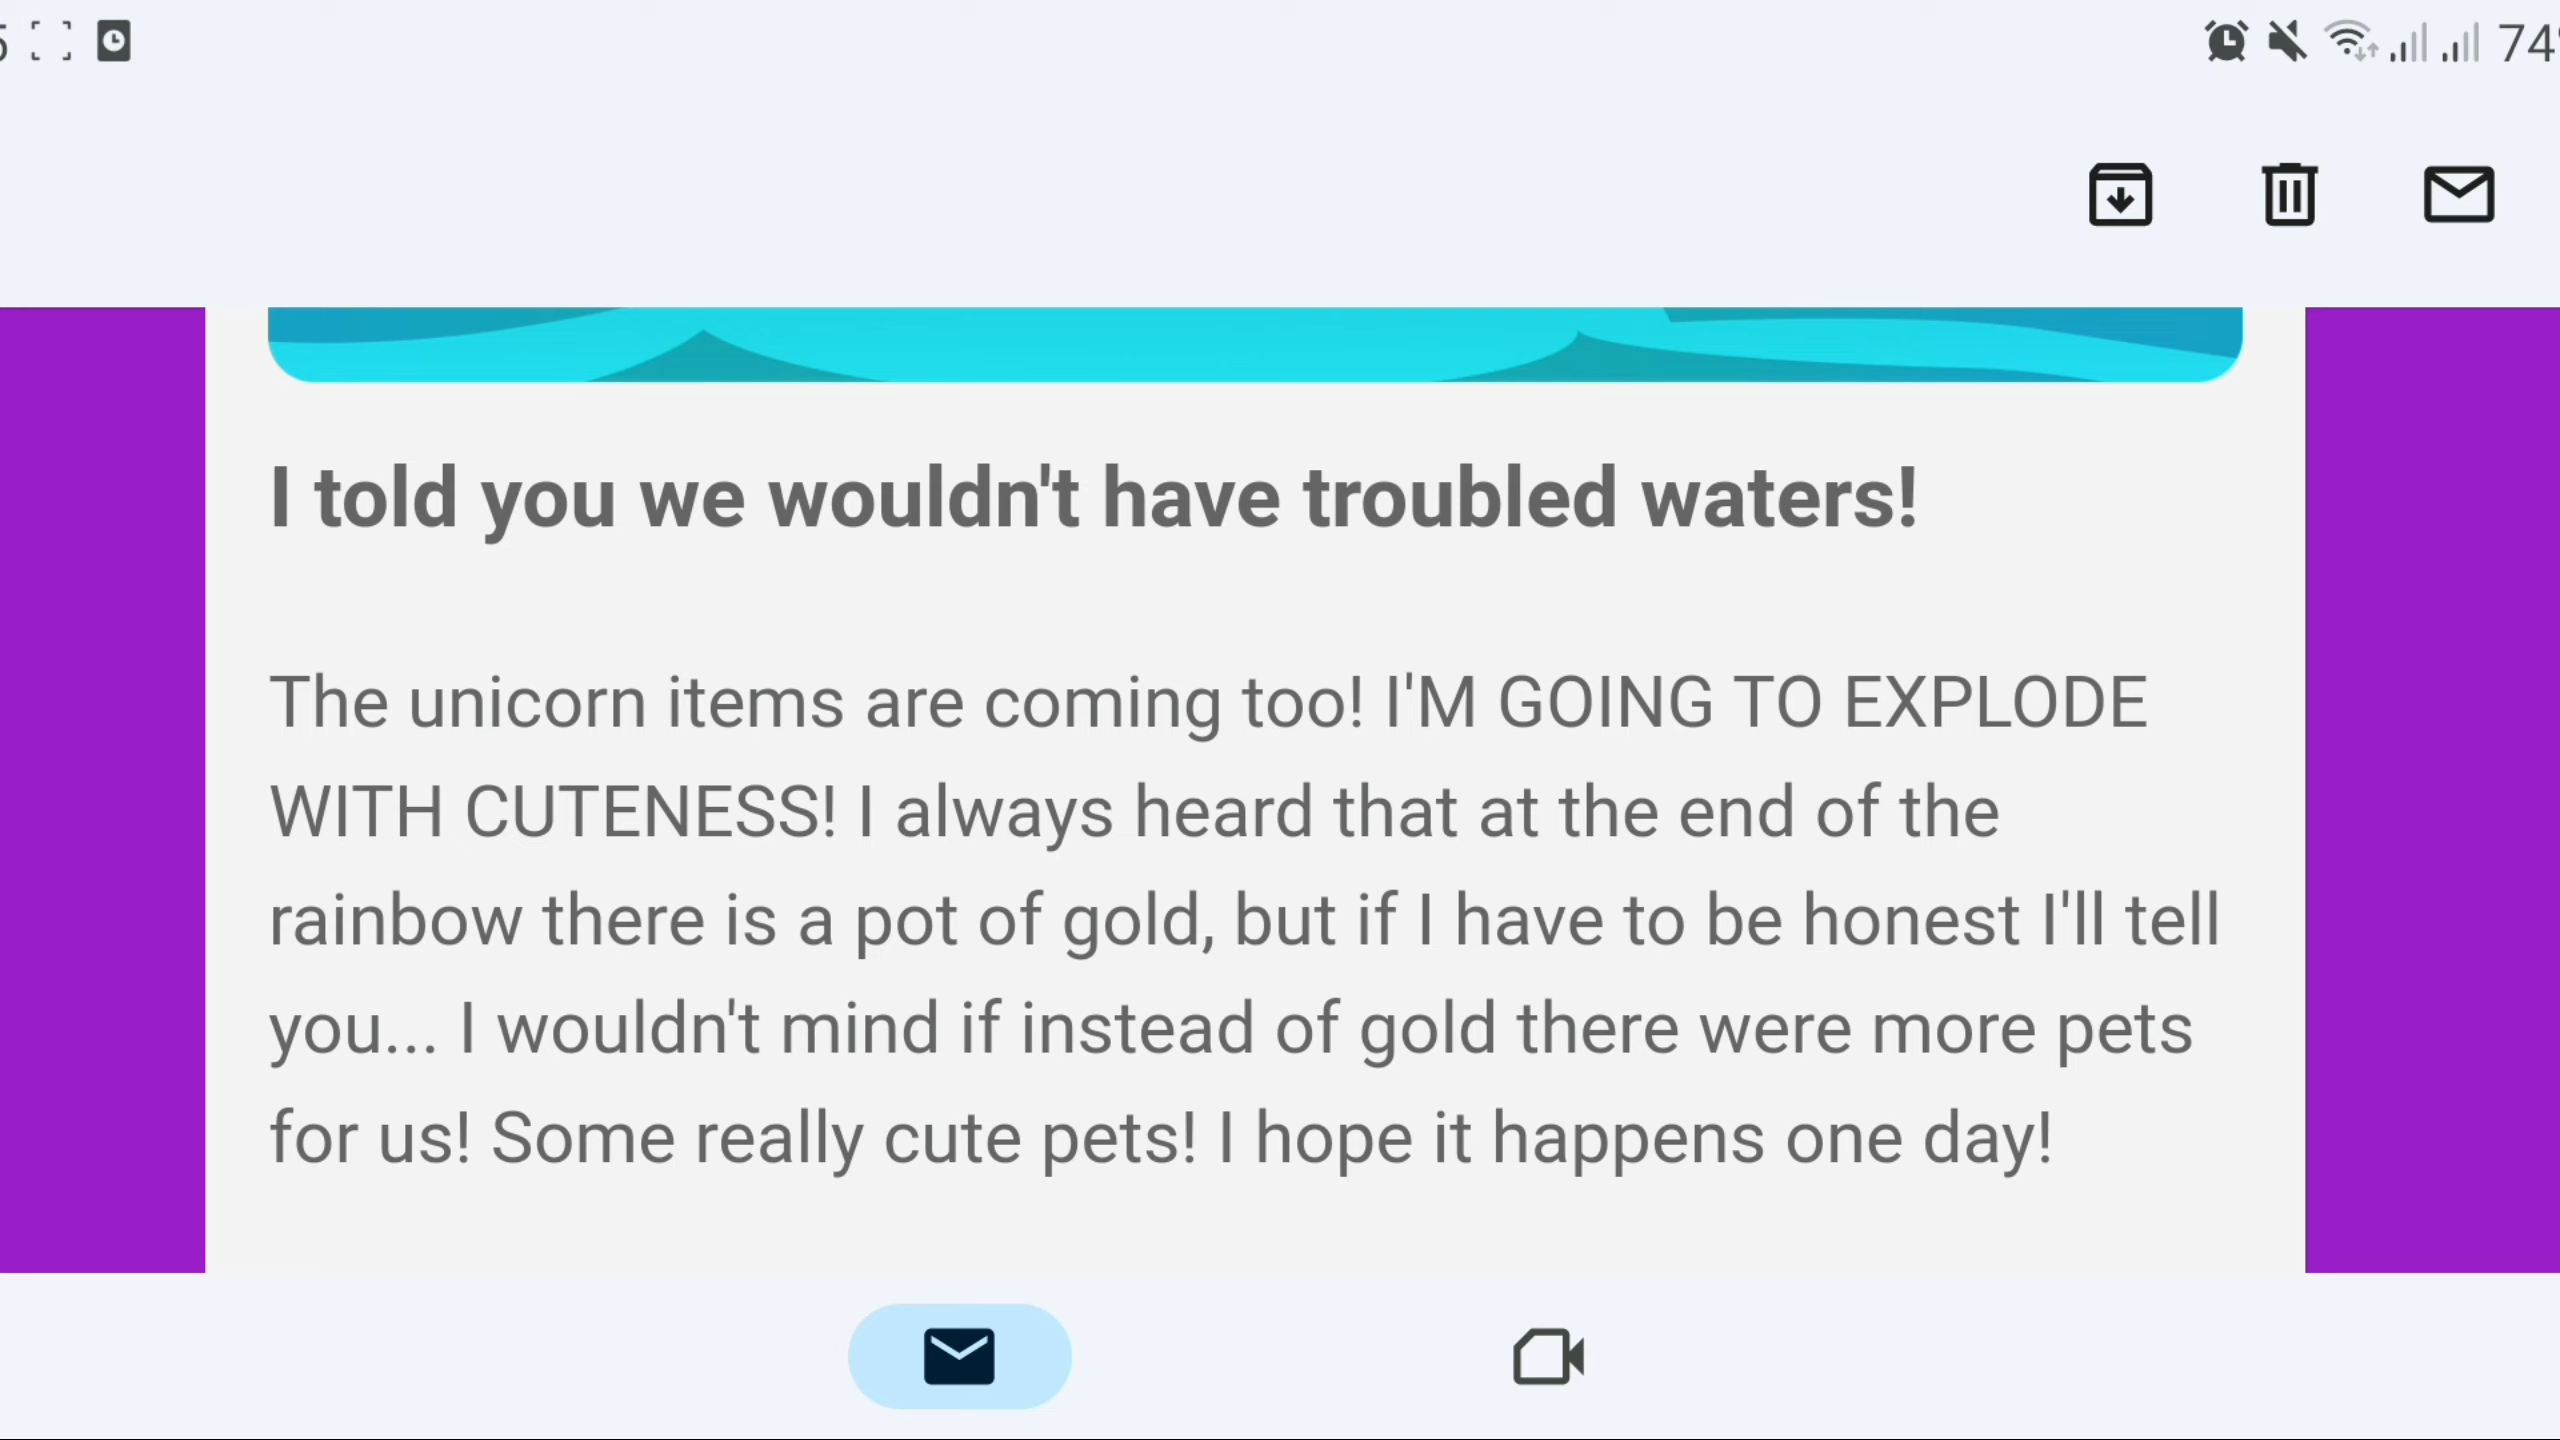 74
I told you we wouldn't have troubled waters!
The unicorn items are coming too! I'M GOING TO EXPLODE
WITH CUTENESS! I always heard that at the end of the
rainbow there is a pot of gold, but if I have to be honest I'll tell
you... I wouldn't mind if instead of gold there were more pets
for us! Some really cute pets! I hope it happens one day!